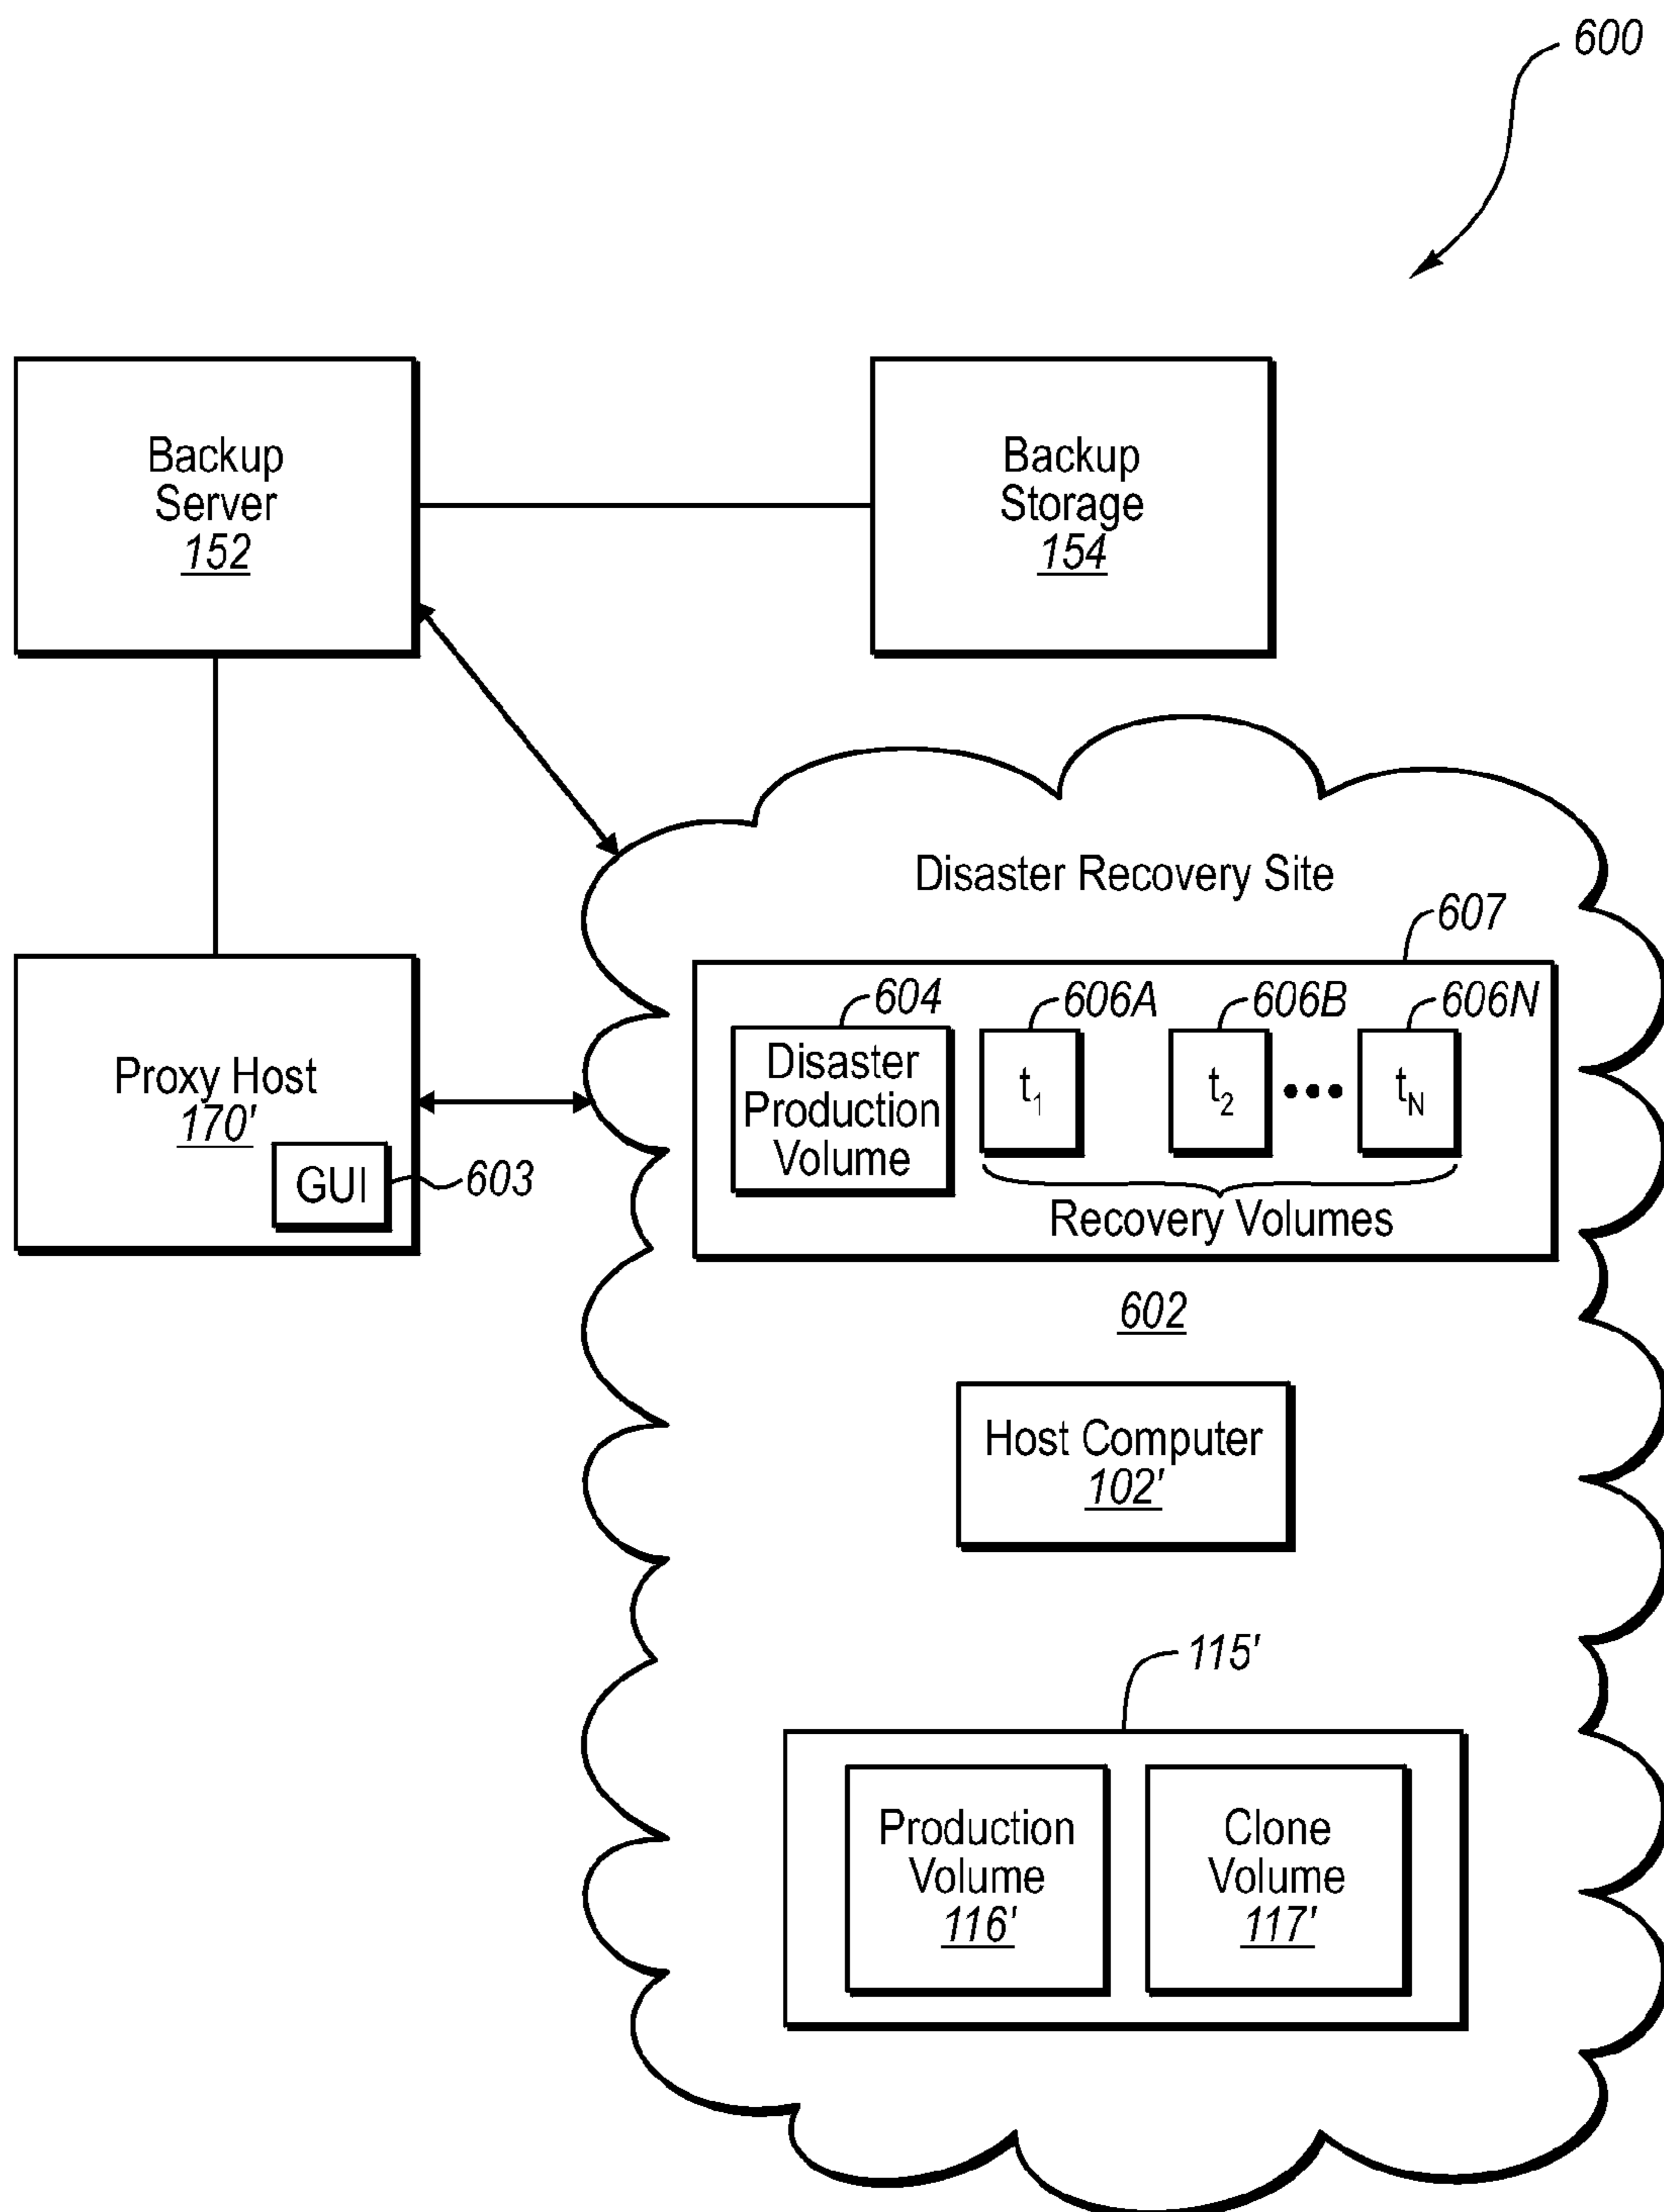 600
Backup
Server
152
Backup
Storage
154
Disaster Recovery Site
607
604
606A
606B
606N
Disaster
Production
Volume
t1
t2
•••
tN
Recovery Volumes
Proxy Host
170'
GUI
603
602
Host Computer
102'
115'
Production
Volume
116'
Clone
Volume
117'